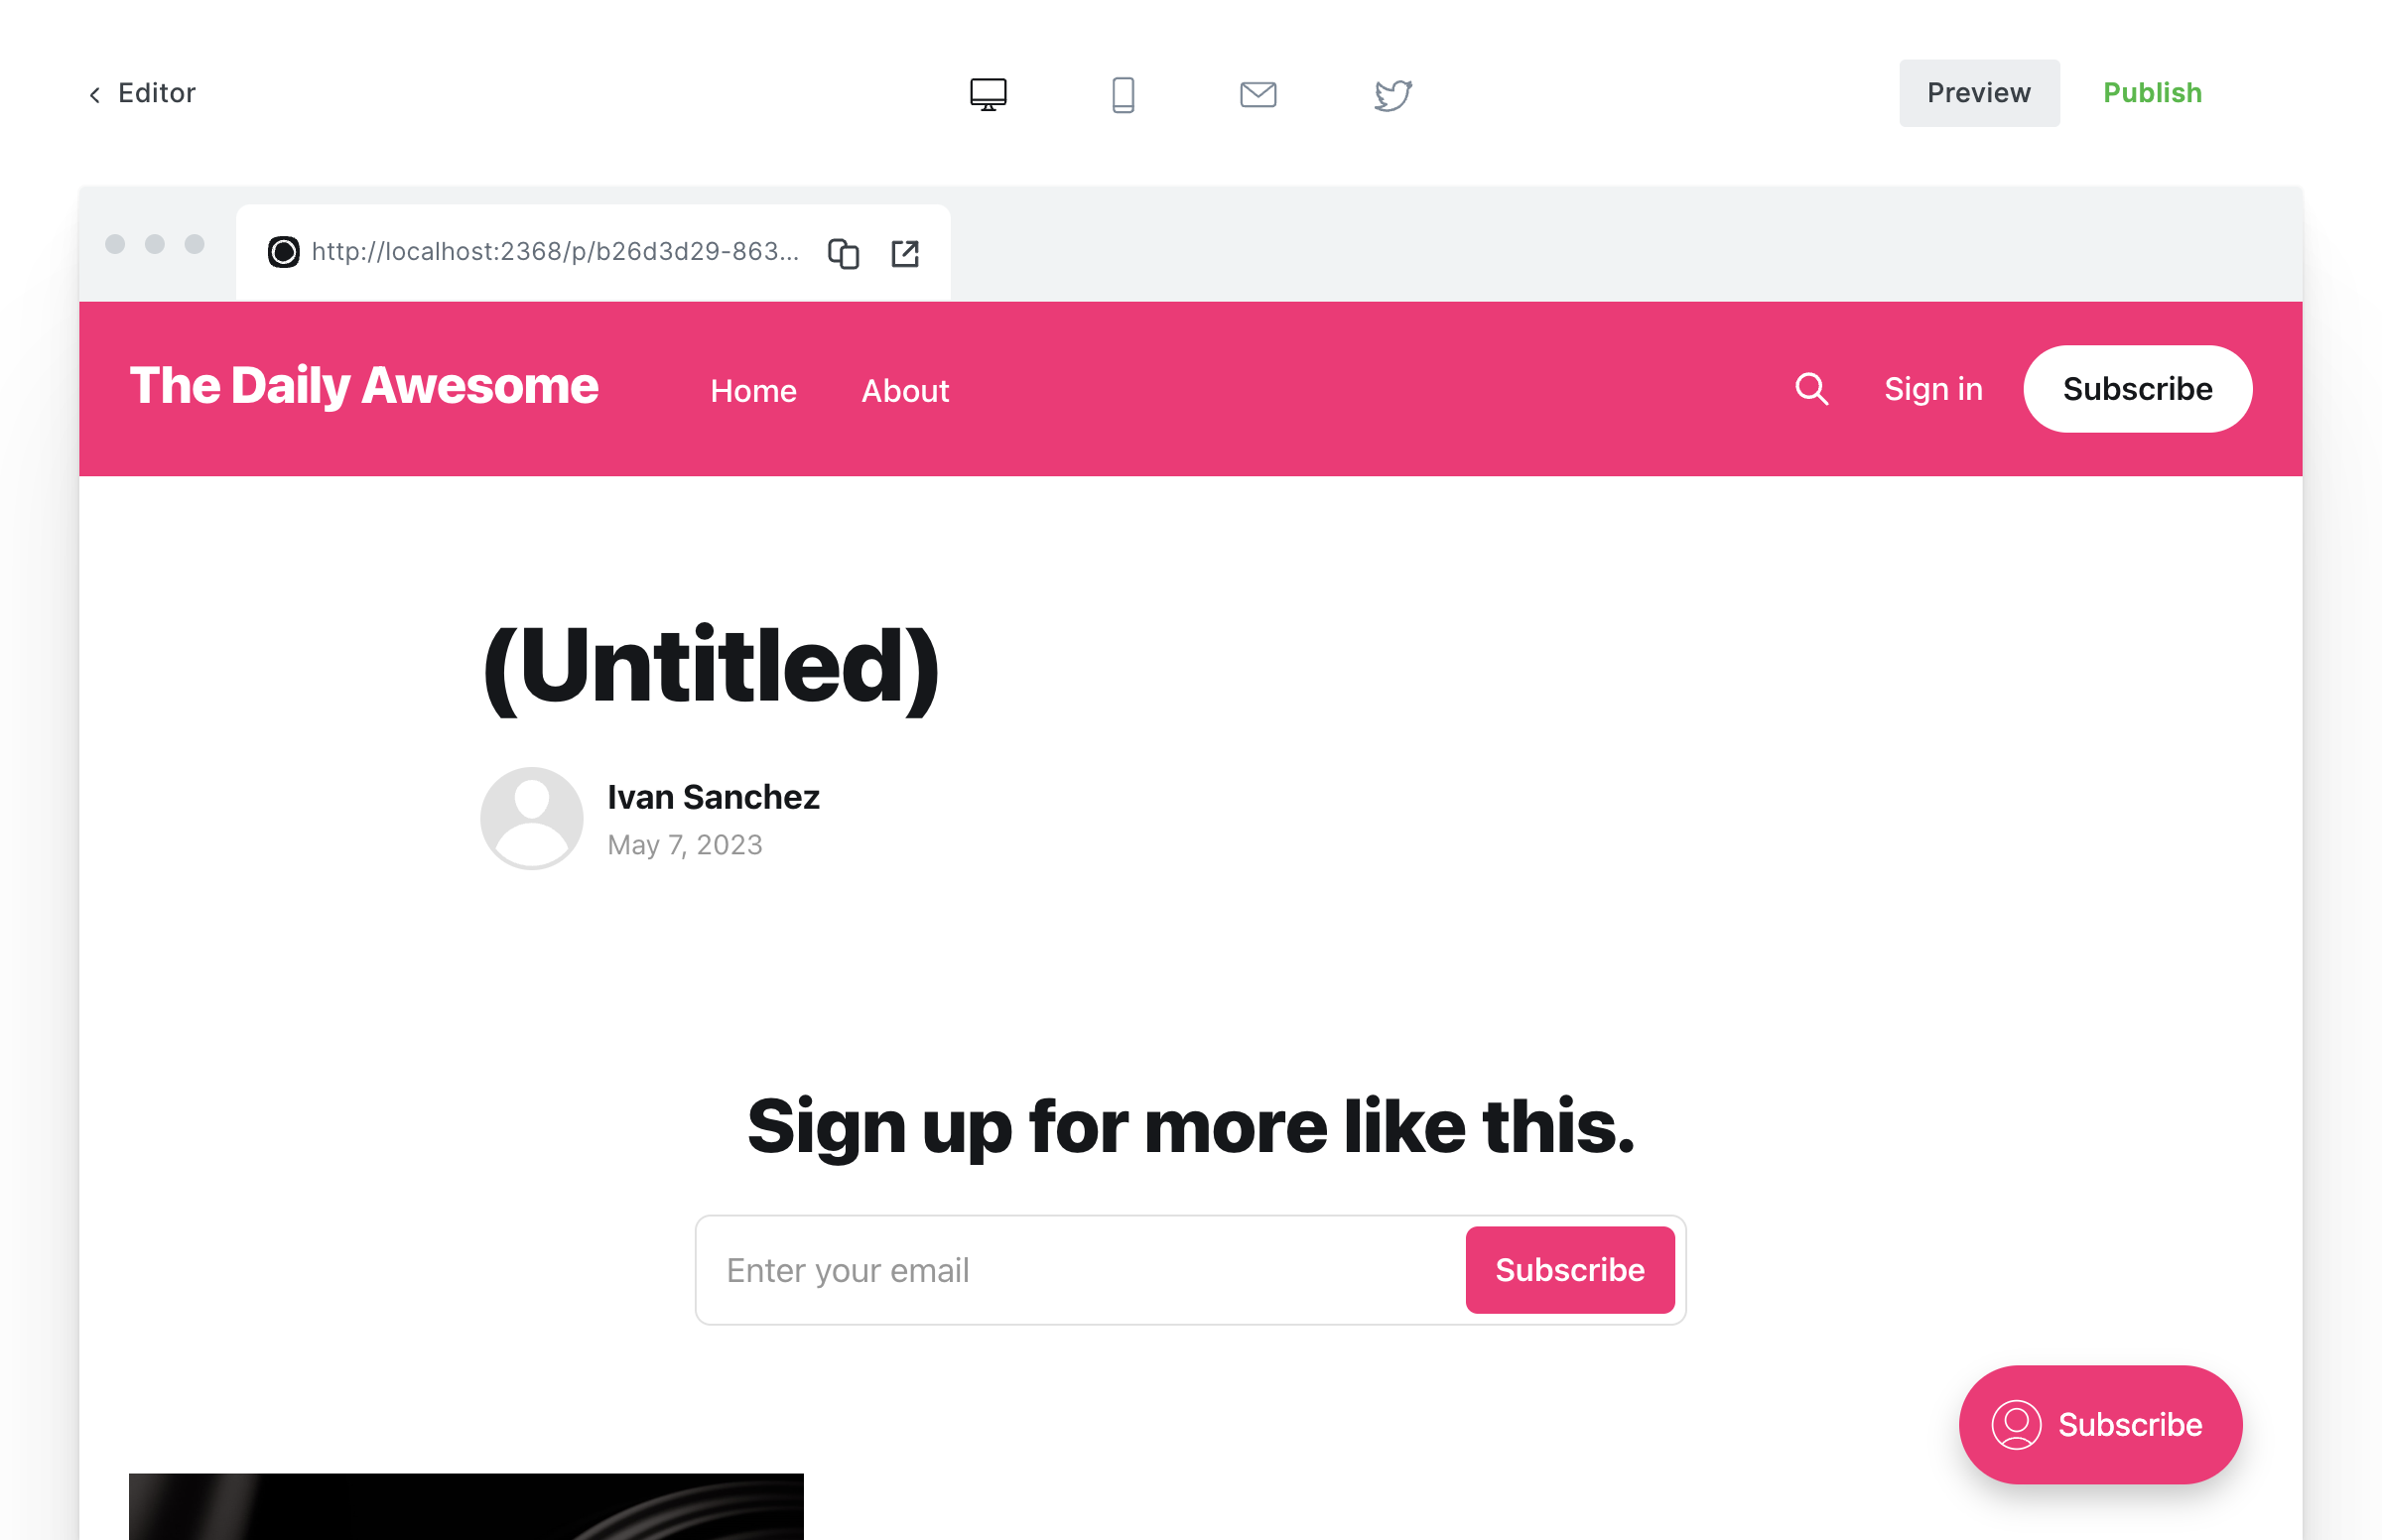 Editor
Preview
Publish
http://localhost:2368/p/b26d3d29-863...
The Daily Awesome
Home
About
Sign in
Subscribe
(Untitled)
Ivan Sanchez
May 7, 2023
Sign up for more like this.
Enter your email
Subscribe
Subscribe